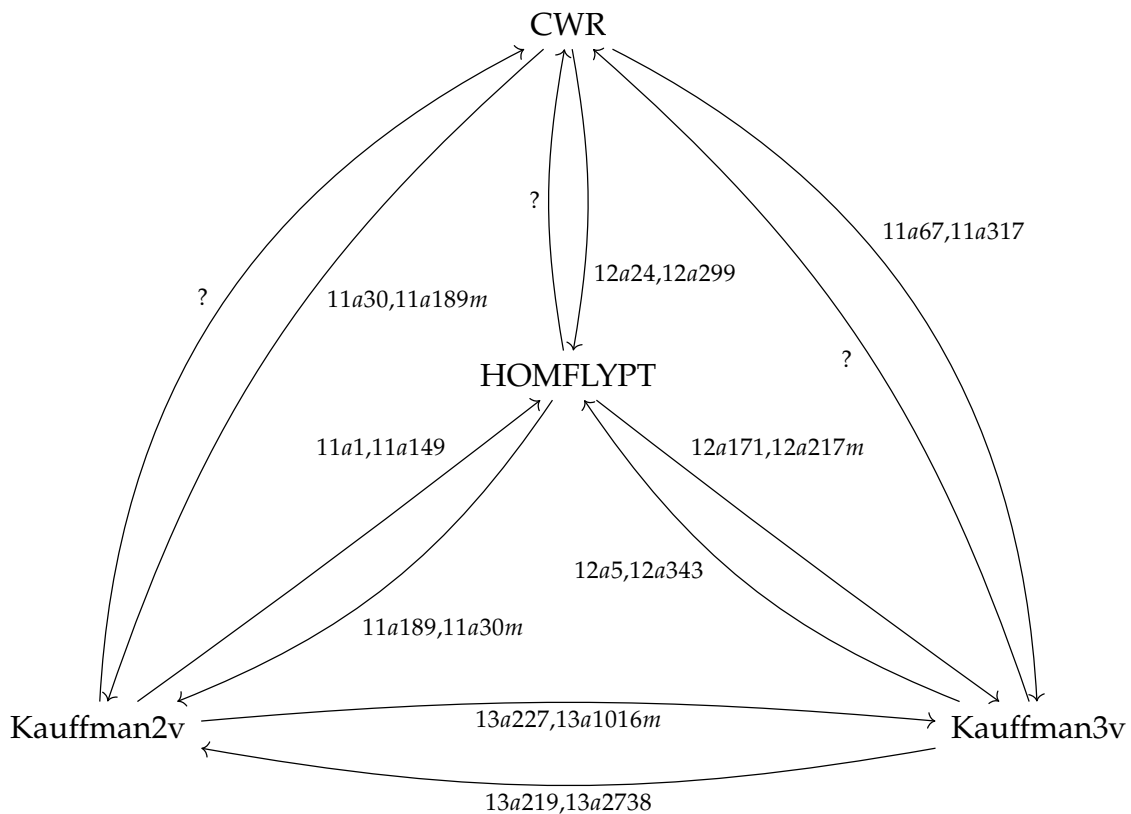 CWR
?
11a67,11a317
12a24,12a299
?
11a30,11a189m
?
HOMFLYPT
11a1,11a149
12a171,12a217m
12a5,12a343
11a189,11a30m
Kauffman2v
13a227,13a1016m
Kauffman3v
13a219,13a2738